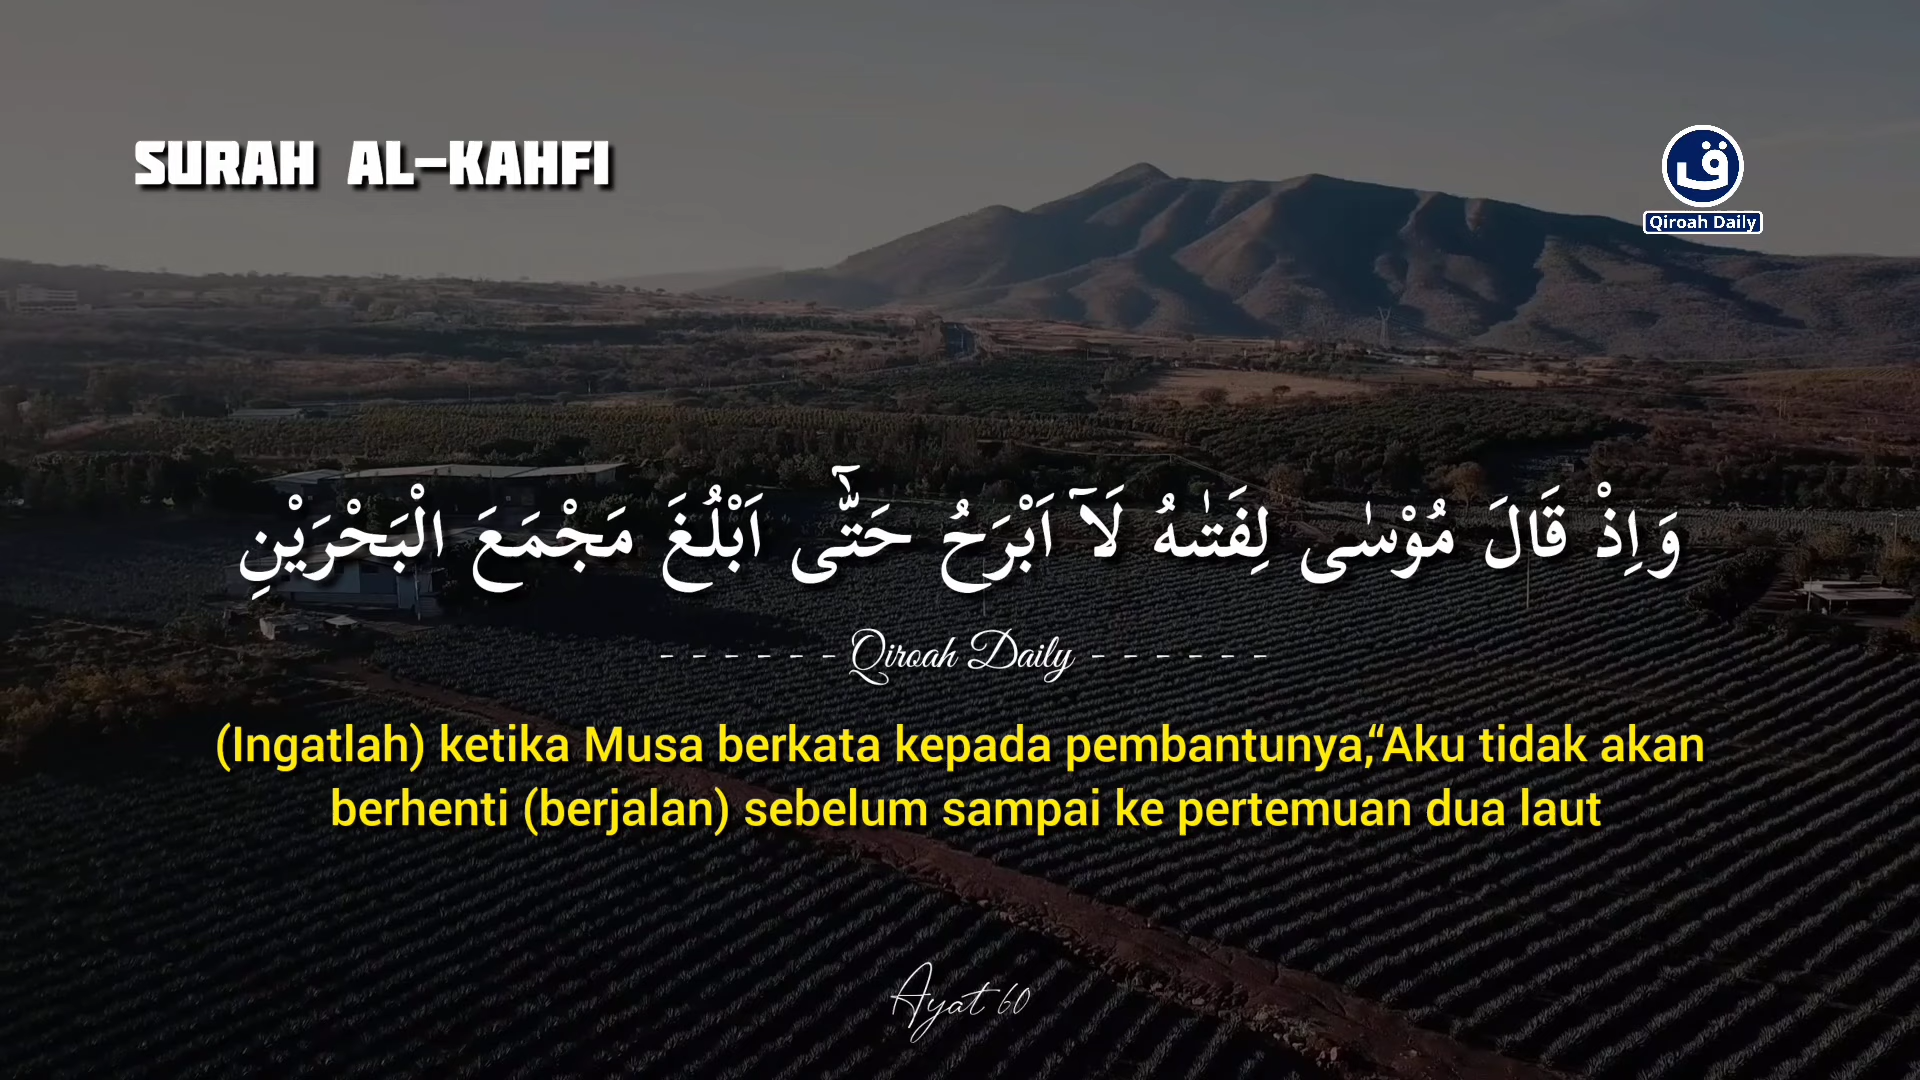 SURAH AL-KAHFI
ق
Qiroah Daily
وَاِذْ قَالَ مُوْسٰى لِفَتٰىهُ لَآ اَبْرَحُ حَتّٰٓى اَبْلُغَ مَجْمَعَ الْبَحْرَيْنِ
- - - - - - Qiroah Daily - - - - - -
(Ingatlah) ketika Musa berkata kepada pembantunya,“Aku tidak akan
berhenti (berjalan) sebelum sampai ke pertemuan dua laut
Ayat 60